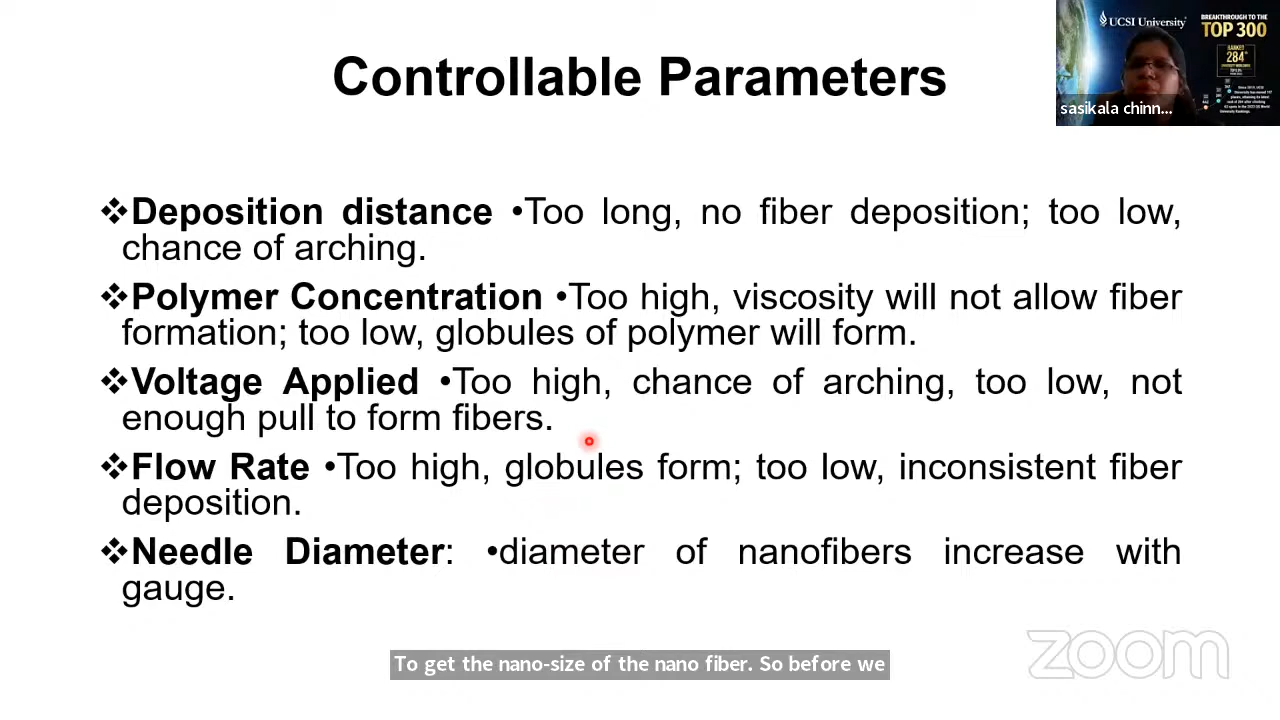 Controllable Parameters
UCSI University
BREAKTHROUGH TO THE
TOP 300
284
sasikala chinn...
❖Deposition distance •Too long, no fiber deposition; too low,
chance of arching.
❖Polymer Concentration •Too high, viscosity will not allow fiber
formation; too low, globules of polymer will form.
❖Voltage Applied •Too high, chance of arching, too low, not
enough pull to form fibers.
❖Flow Rate •Too high, globules form; too low, inconsistent fiber
deposition.
❖Needle Diameter: •diameter of nanofibers increase with
gauge.
To get the nano-size of the nano fiber. So before we
zoom